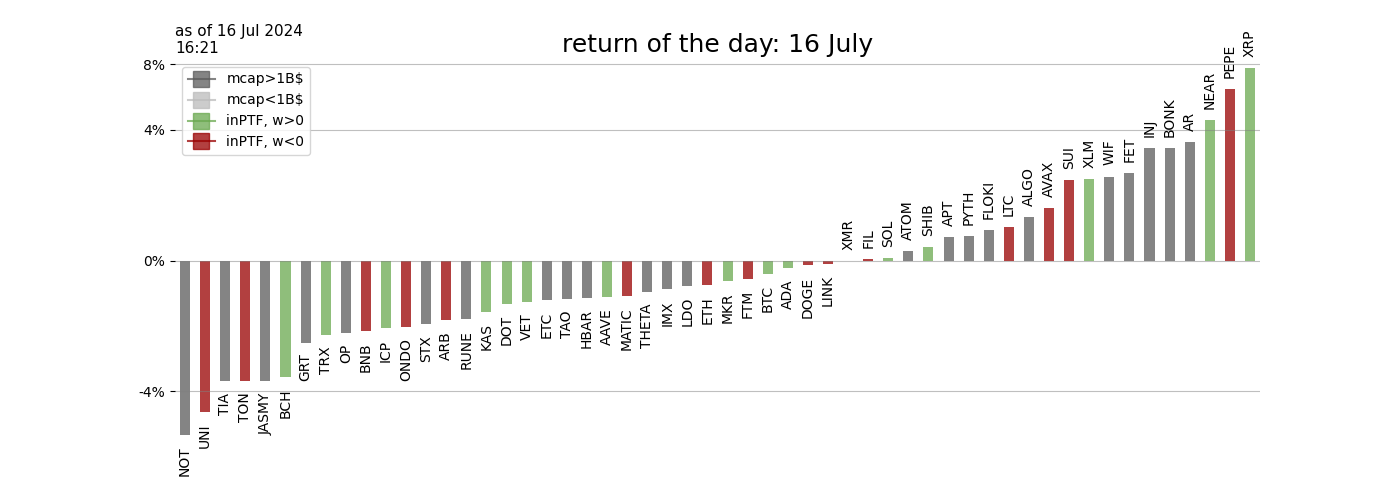 as of 16 Jul 2024
16:21
return of the day: 16 July
8%
4%
0%
-4%
mcap>1B$
mcap<1B$
inPTF, w>0
inPTF, w<0
NOT
UNI
TIA
TON
JASMY
BCH
GRT
TRX
OP
BNB
ICP
ONDO
STX
ARB
RUNE
KAS
DOT
VET
ETC
TAO
HBAR
AAVE
MATIC
THETA
IMX
LDO
ETH
MKR
FTM
BTC
ADA
DOGE
LINK
XMR
FIL
SOL
ATOM
SHIB
APT
PYTH
FLOKI
LTC
ALGO
AVAX
SUI
XLM
WIF
FET
INJ
BONK
AR
NEAR
PEPE
XRP